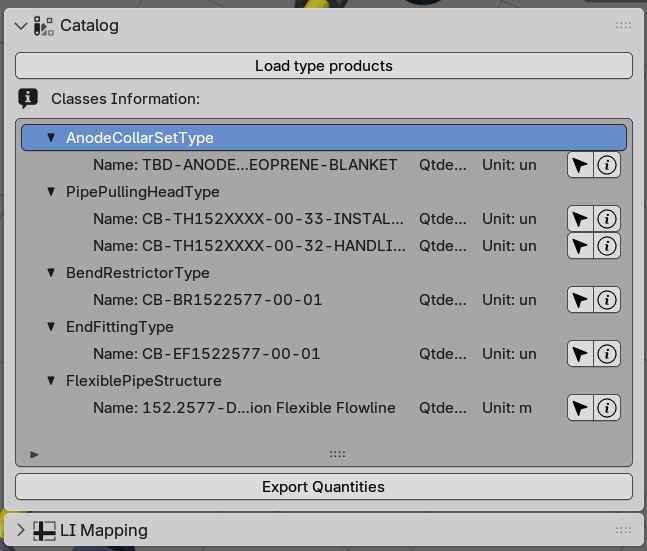 Catalog
Load type products
Classes Information:
AnodeCollarSetType
Name: TBD-ANODE...EOPRENE-BLANKET Qtde... Unit: un
PipePullingHeadType
Name: CB-TH152XXXX-00-33-INSTAL... Qtde... Unit: un
Name: CB-TH152XXXX-00-32-HANDLI... Qtde... Unit: un
BendRestrictorType
Name: CB-BR1522577-00-01 Qtde... Unit: un
EndFittingType
Name: CB-EF1522577-00-01 Qtde... Unit: un
FlexiblePipeStructure
Name: 152.2577-D...ion Flexible Flowline Qtde... Unit: m
Export Quantities
LI Mapping